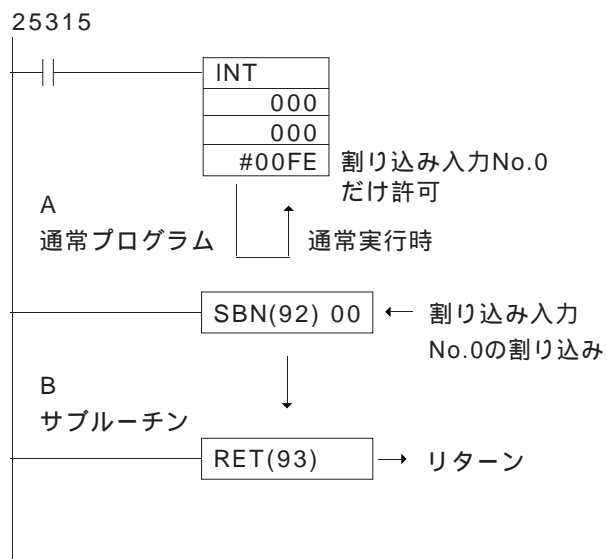 25315
INT
000
000
#00FE
割り込み入力No.0
だけ許可
A
通常プログラム
通常実行時
SBN(92) 00
割り込み入力
No.0の割り込み
B
サブルーチン
RET(93)
リターン